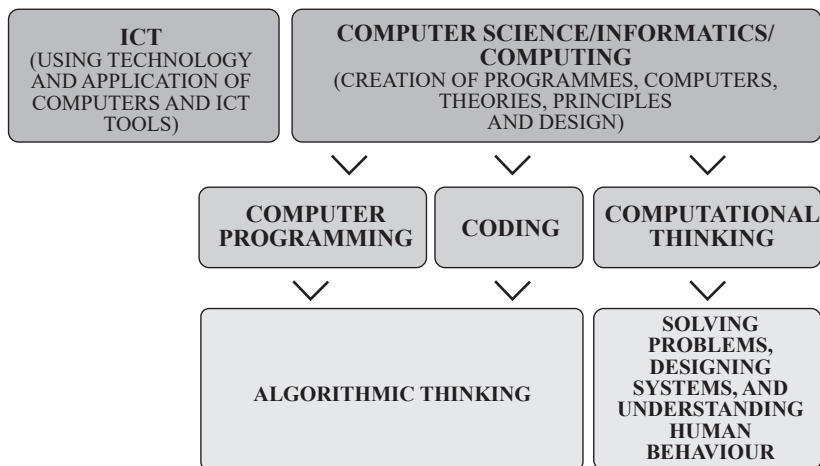 ICT
(USING TECHNOLOGY
AND APPLICATION OF
COMPUTERS AND ICT
TOOLS)
COMPUTER SCIENCE/INFORMATICS/
COMPUTING
(CREATION OF PROGRAMMES, COMPUTERS,
THEORIES, PRINCIPLES
AND DESIGN)
COMPUTER
PROGRAMMING
CODING
COMPUTATIONAL
THINKING
ALGORITHMIC THINKING
SOLVING
PROBLEMS,
DESIGNING
SYSTEMS, AND
UNDERSTANDING
HUMAN
BEHAVIOUR